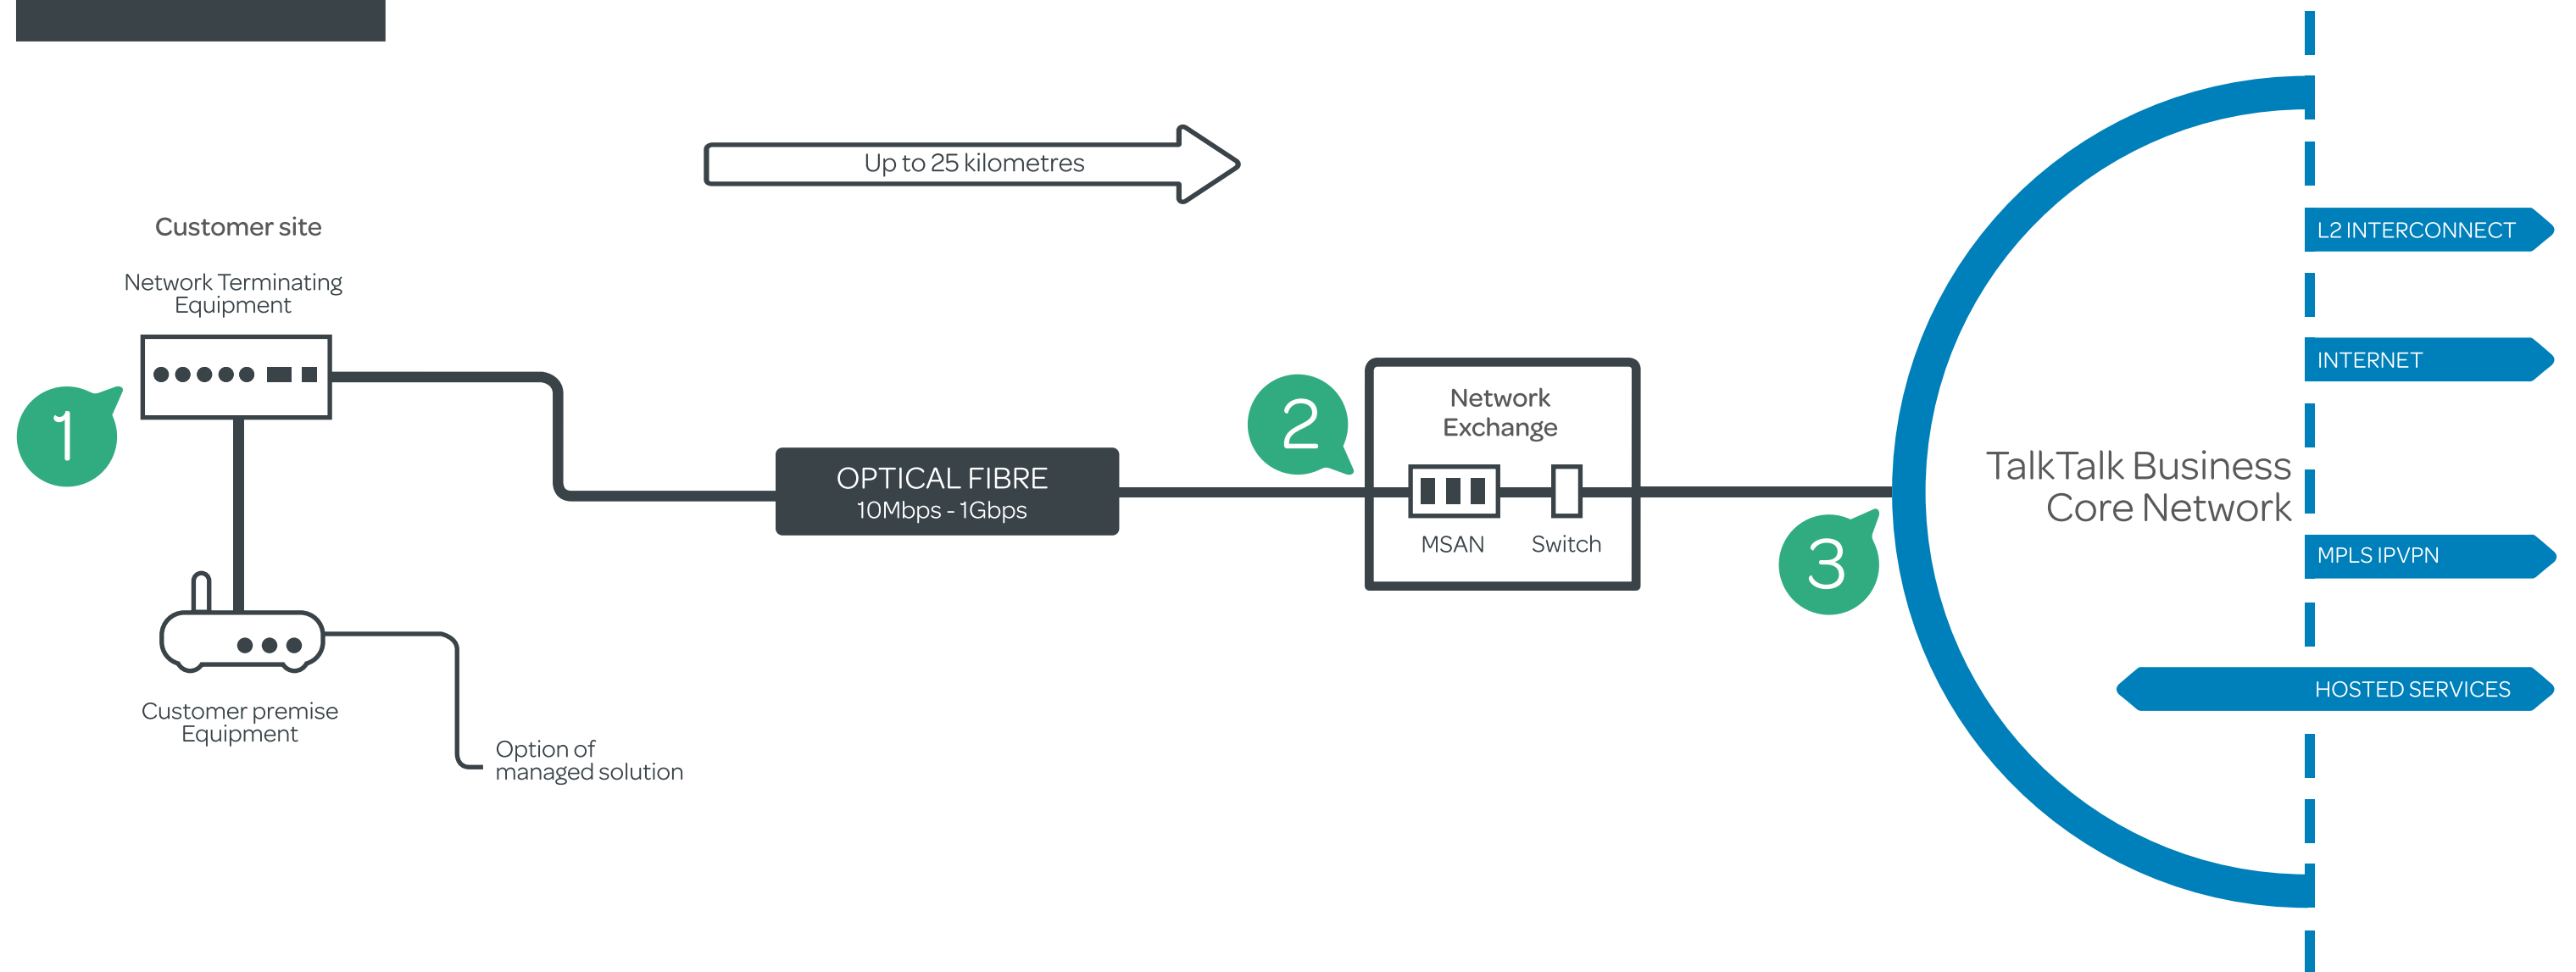 Up to 25 kilometres
Customer site
Network Terminating
Equipment
1
Customer premise
Equipment
Option of
managed solution
OPTICAL FIBRE
10Mbps - 1Gbps
2
Network
Exchange
MSAN
Switch
3
TalkTalk Business
Core Network
L2 INTERCONNECT
INTERNET
MPLS IPVPN
HOSTED SERVICES